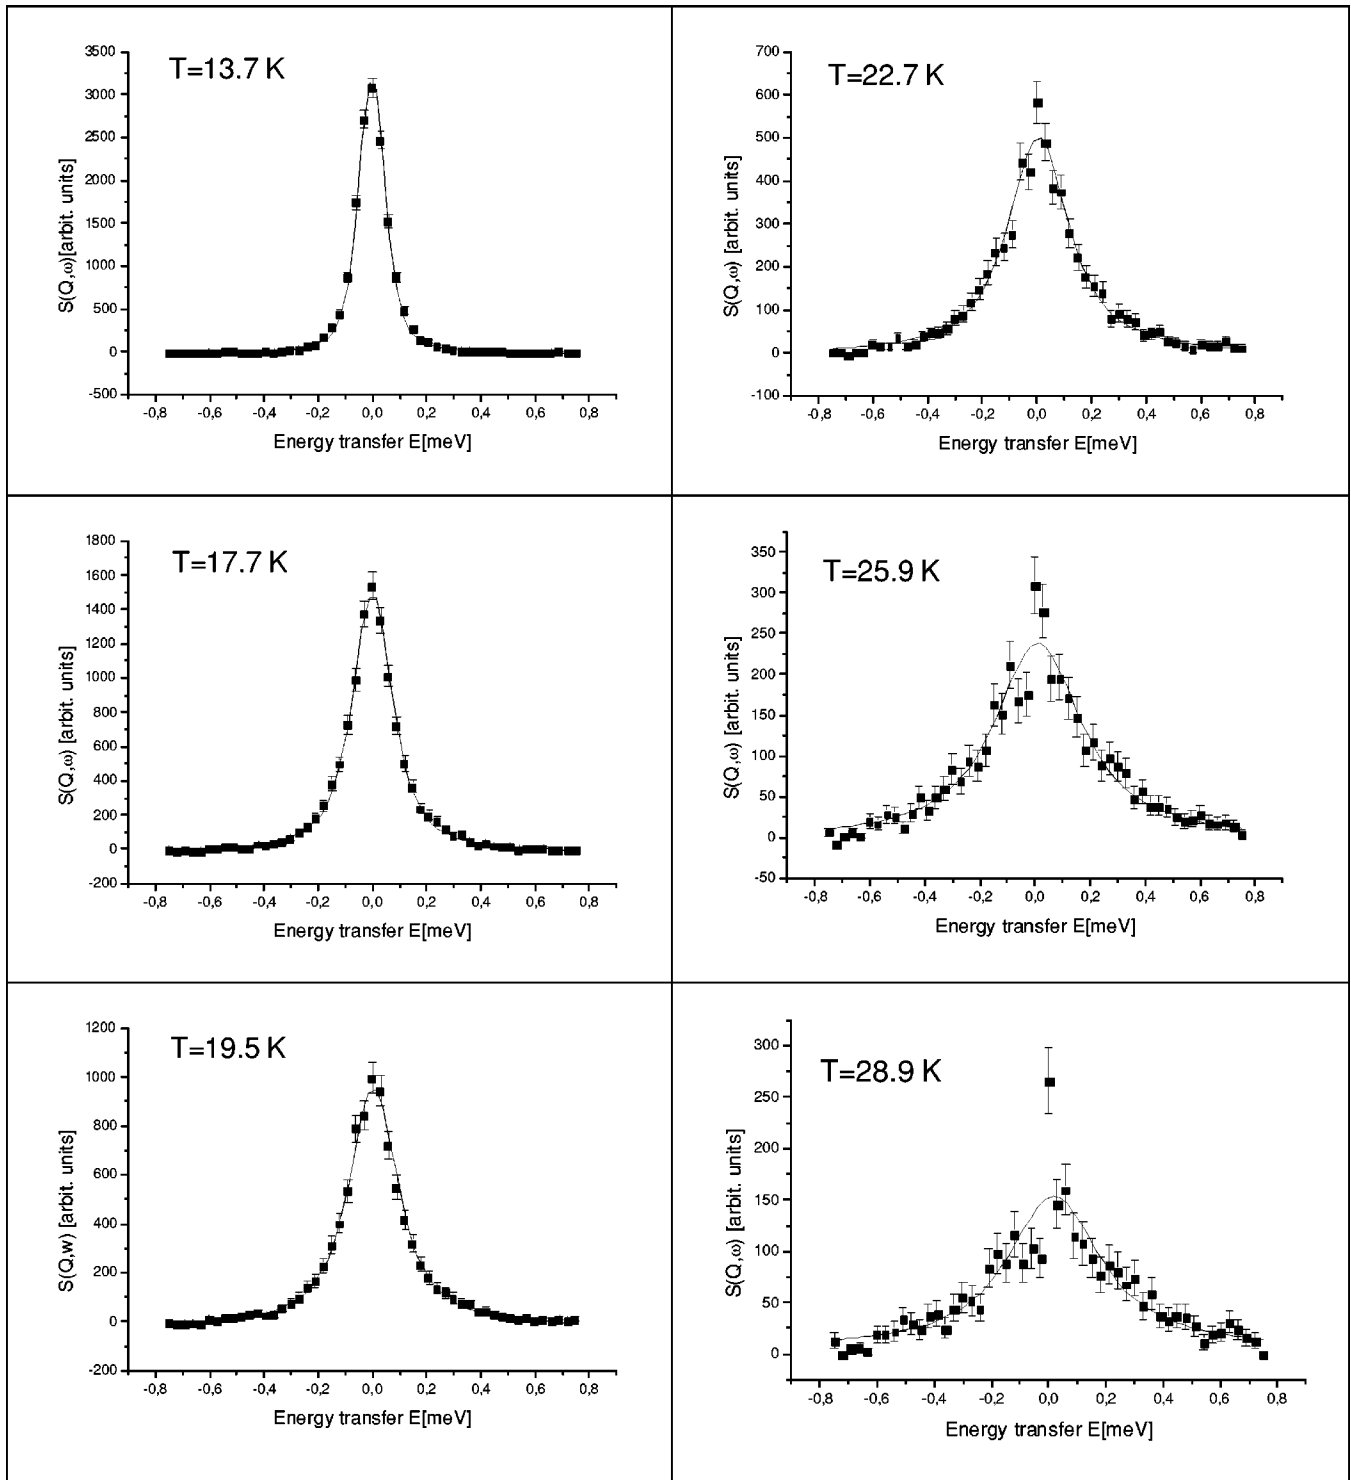 T=13.7 K
S(Q,ω)[arbit. units]
3500
3000
2500
2000
1500
1000
500
0
-500
-0,8 -0,6 -0,4 -0,2 0,0 0,2 0,4 0,6 0,8
Energy transfer E[meV]
T=22.7 K
S(Q,ω) [arbit. units]
700
600
500
400
300
200
100
0
-100
-0,8 -0,6 -0,4 -0,2 0,0 0,2 0,4 0,6 0,8
Energy transfer E[meV]
T=17.7 K
S(Q,ω) [arbit. units]
1800
1600
1400
1200
1000
800
600
400
200
0
-200
-0,8 -0,6 -0,4 -0,2 0,0 0,2 0,4 0,6 0,8
Energy transfer E[meV]
T=25.9 K
S(Q,ω) [arbit. units]
350
300
250
200
150
100
50
0
-50
-0,8 -0,6 -0,4 -0,2 0,0 0,2 0,4 0,6 0,8
Energy transfer E[meV]
T=19.5 K
S(Q,w) [arbit. units]
1200
1000
800
600
400
200
0
-200
-0,8 -0,6 -0,4 -0,2 0,0 0,2 0,4 0,6 0,8
Energy transfer E[meV]
T=28.9 K
S(Q,ω) [arbit. units]
300
250
200
150
100
50
0
-0,8 -0,6 -0,4 -0,2 0,0 0,2 0,4 0,6 0,8
Energy transfer E[meV]